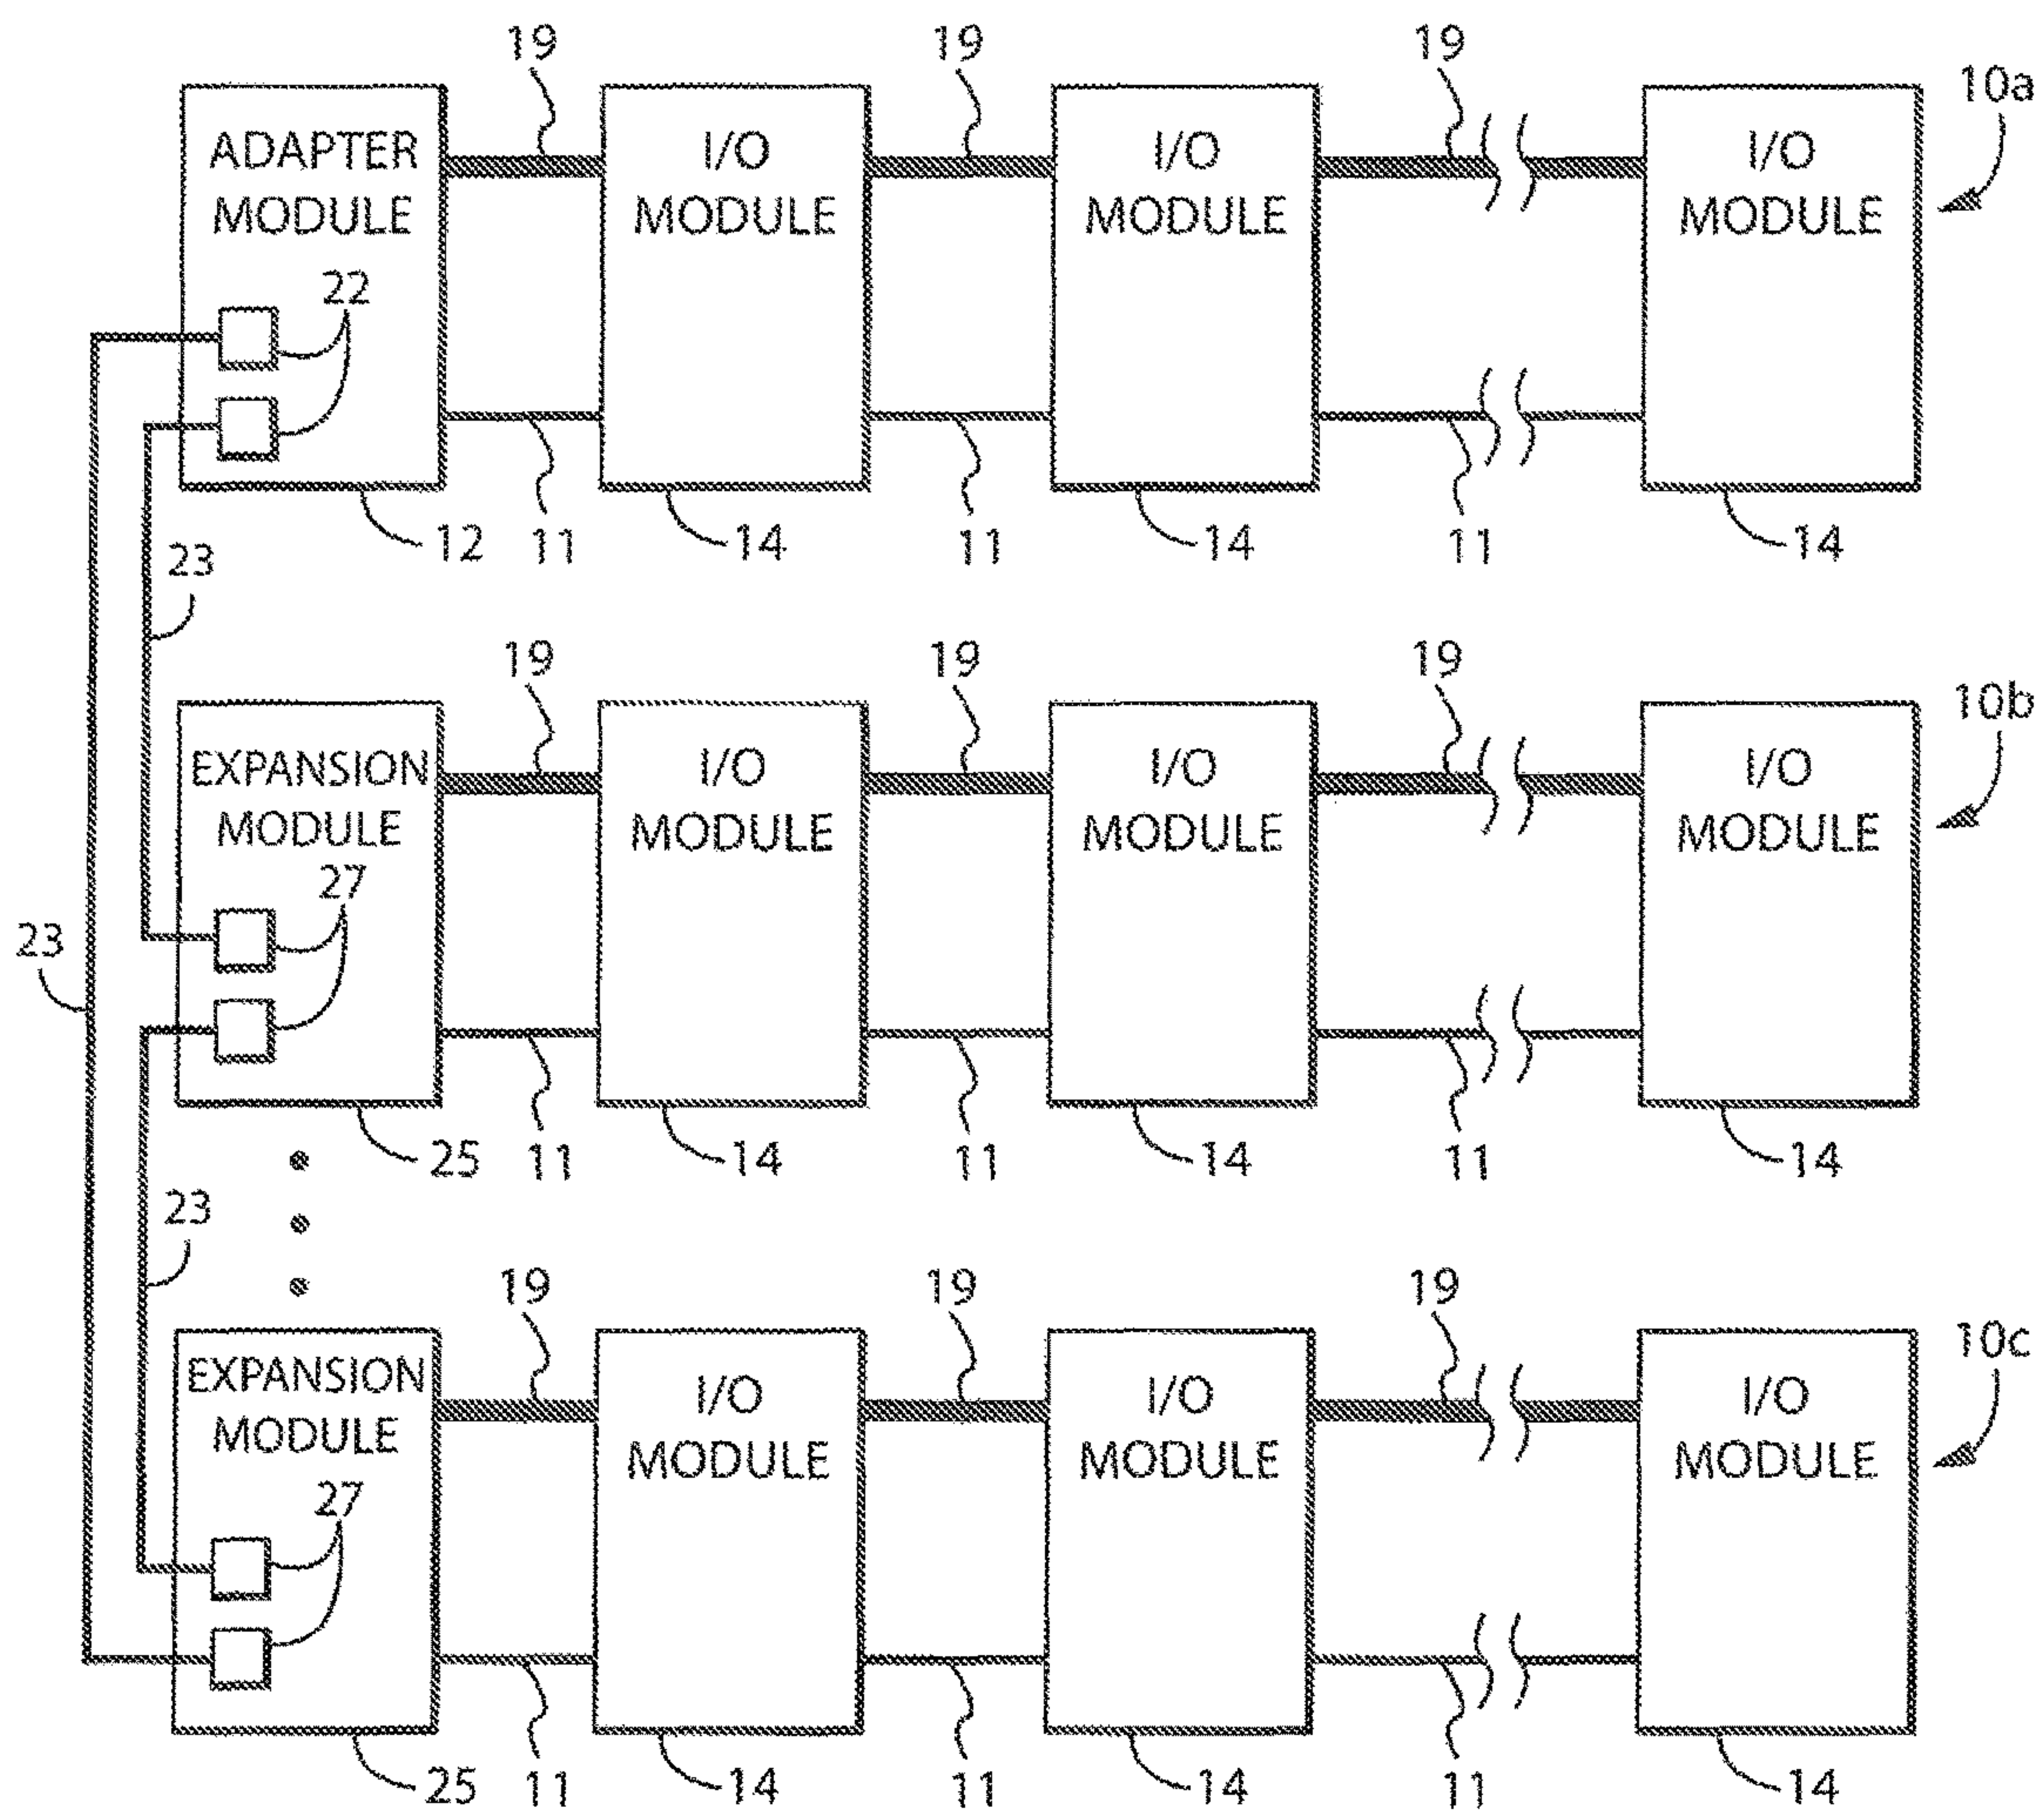 19 19 19
10a
ADAPTER MODULE
I/O MODULE
I/O MODULE
I/O MODULE
22
12 11 14 11 14 11 14
23
19 19 19
10b
EXPANSION MODULE
I/O MODULE
I/O MODULE
I/O MODULE
27
23
25 11 14 11 14 11 14
23
19 19 19
10c
EXPANSION MODULE
I/O MODULE
I/O MODULE
I/O MODULE
27
25 11 14 11 14 11 14